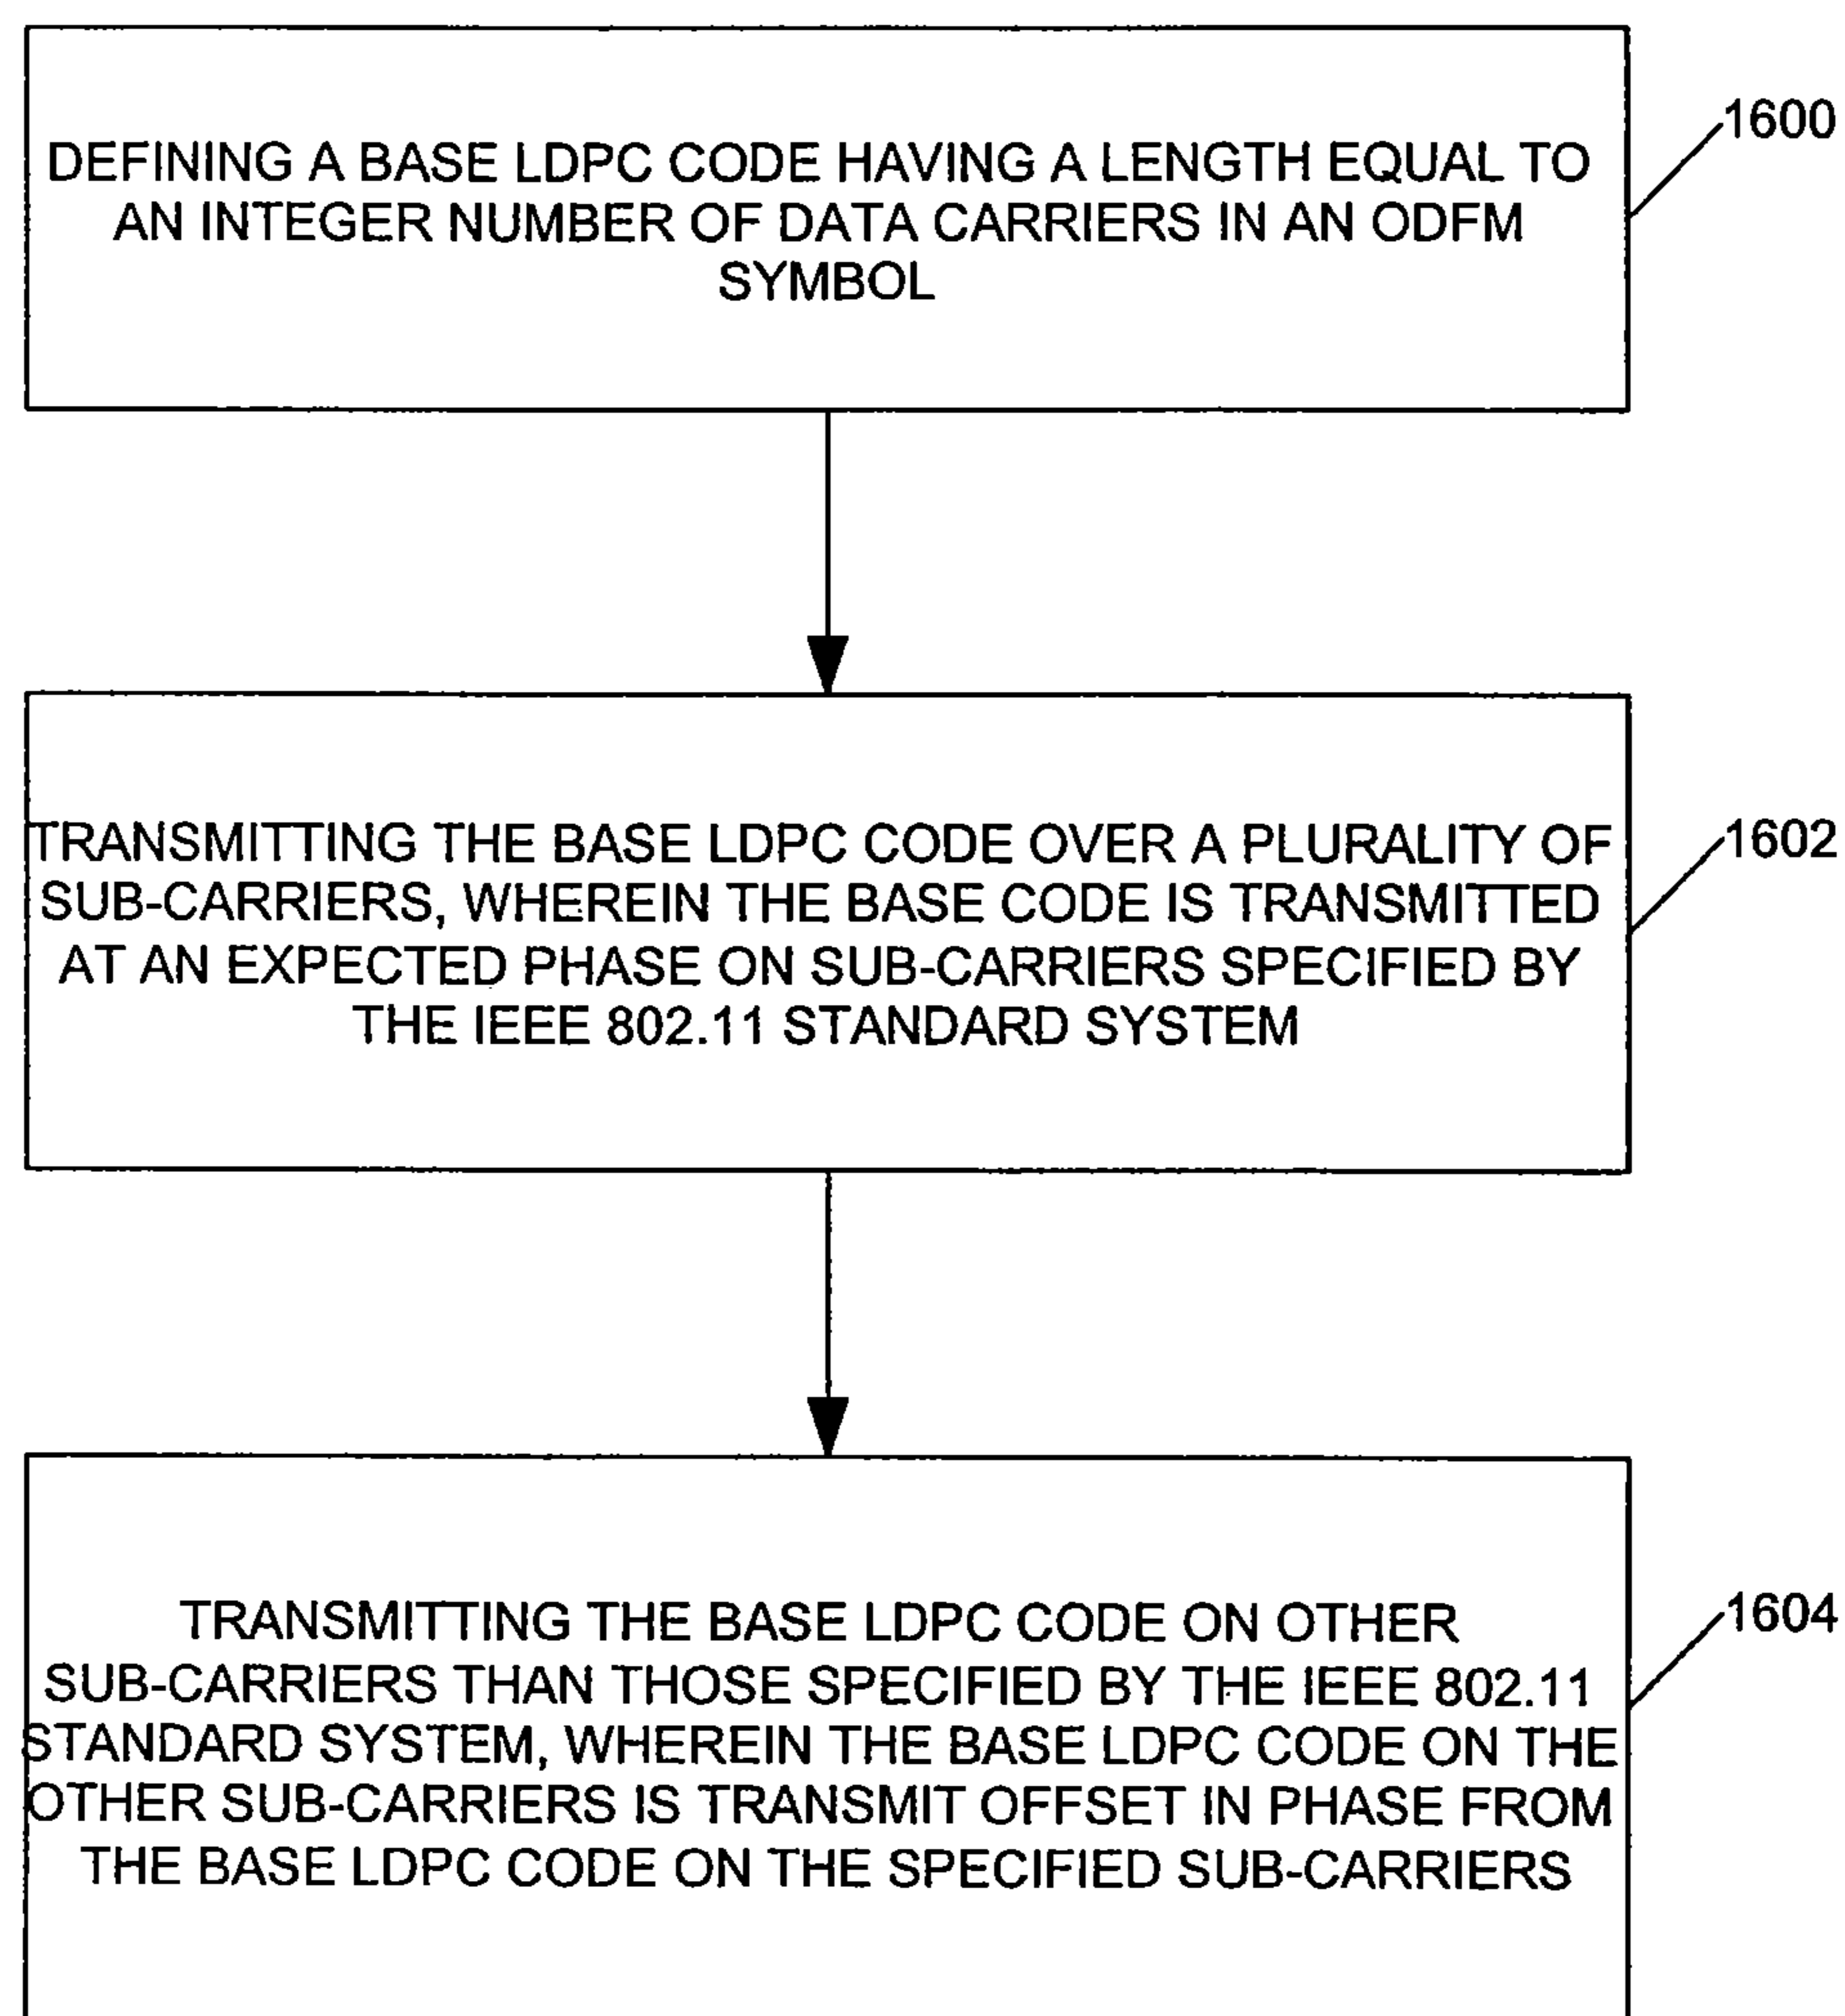 DEFINING A BASE LDPC CODE HAVING A LENGTH EQUAL TO
AN INTEGER NUMBER OF DATA CARRIERS IN AN ODFM
SYMBOL
1600
TRANSMITTING THE BASE LDPC CODE OVER A PLURALITY OF
SUB-CARRIERS, WHEREIN THE BASE CODE IS TRANSMITTED
AT AN EXPECTED PHASE ON SUB-CARRIERS SPECIFIED BY
THE IEEE 802.11 STANDARD SYSTEM
1602
TRANSMITTING THE BASE LDPC CODE ON OTHER
SUB-CARRIERS THAN THOSE SPECIFIED BY THE IEEE 802.11
STANDARD SYSTEM, WHEREIN THE BASE LDPC CODE ON THE
OTHER SUB-CARRIERS IS TRANSMIT OFFSET IN PHASE FROM
THE BASE LDPC CODE ON THE SPECIFIED SUB-CARRIERS
1604